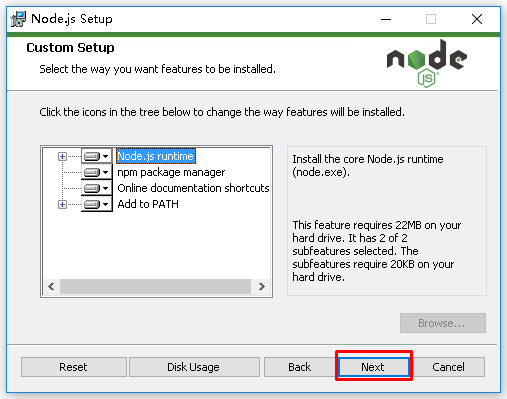 Node.js Setup
Custom Setup
Select the way you want features to be installed.
node
JS
Click the icons in the tree below to change the way features will be installed.
Node.js runtime
npm package manager
Online documentation shortcuts
Add to PATH
Install the core Node.js runtime
(node.exe).
This feature requires 22MB on your
hard drive. It has 2 of 2
subfeatures selected. The
subfeatures require 20KB on your
hard drive.
Browse...
Reset
Disk Usage
Back
Next
Cancel